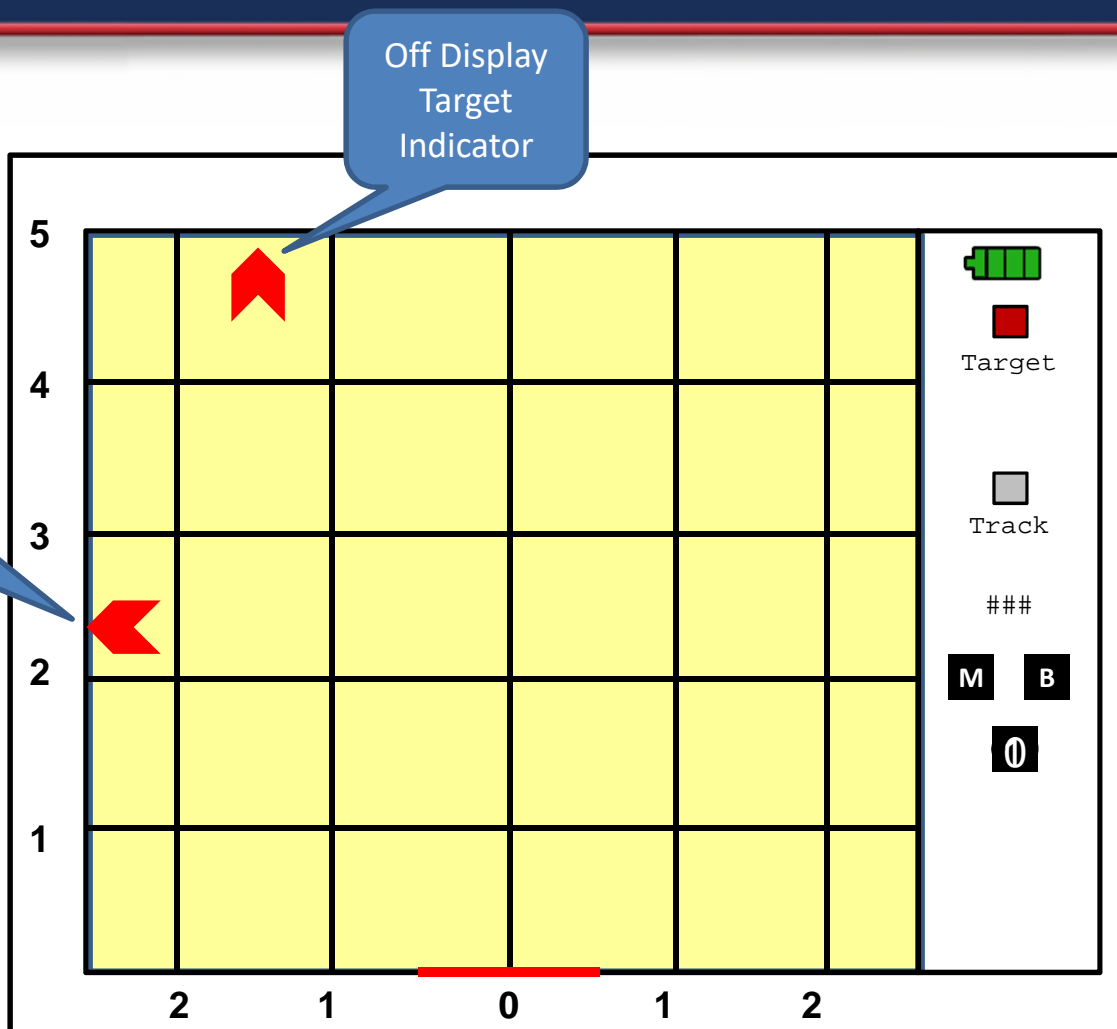 Off Display
Target
Indicator
5
4
3
2
1
2 1 0 1 2
Target
Track
###
M B